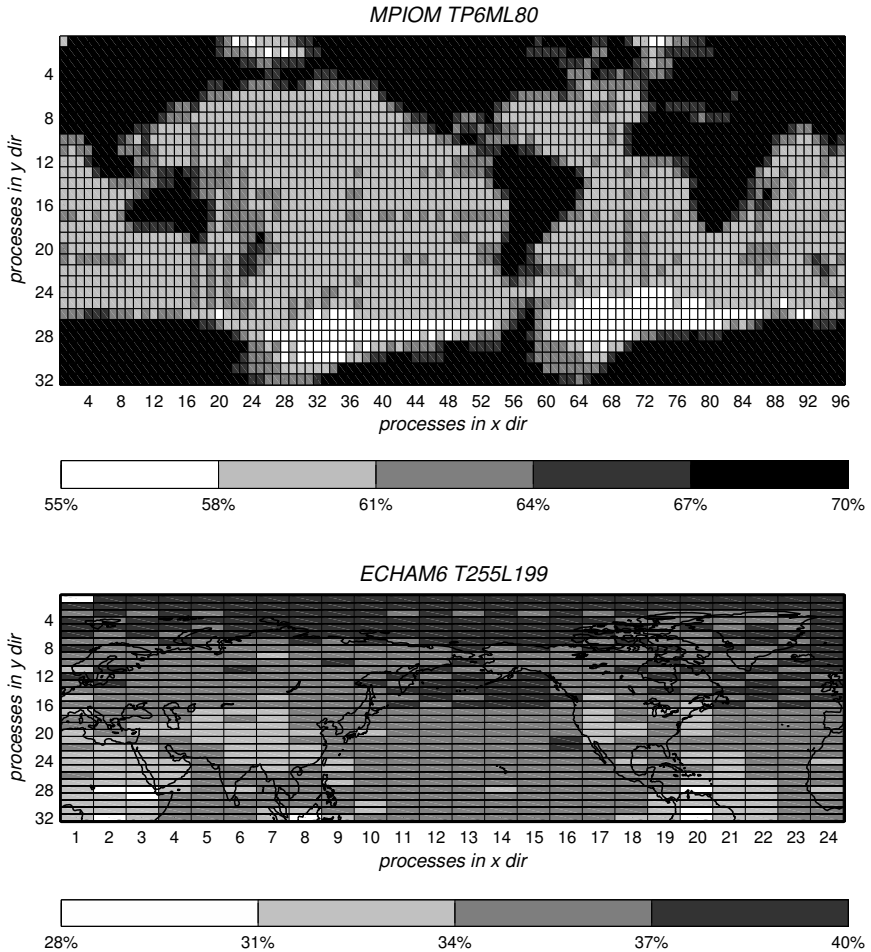 MPIOM TP6ML80
processes in y dir
4
8
12
16
20
24
28
32
4 8 12 16 20 24 28 32 36 40 44 48 52 56 60 64 68 72 76 80 84 88 92 96
processes in x dir
55% 58% 61% 64% 67% 70%
ECHAM6 T255L199
processes in y dir
4
8
12
16
20
24
28
32
1 2 3 4 5 6 7 8 9 10 11 12 13 14 15 16 17 18 19 20 21 22 23 24
processes in x dir
28% 31% 34% 37% 40%